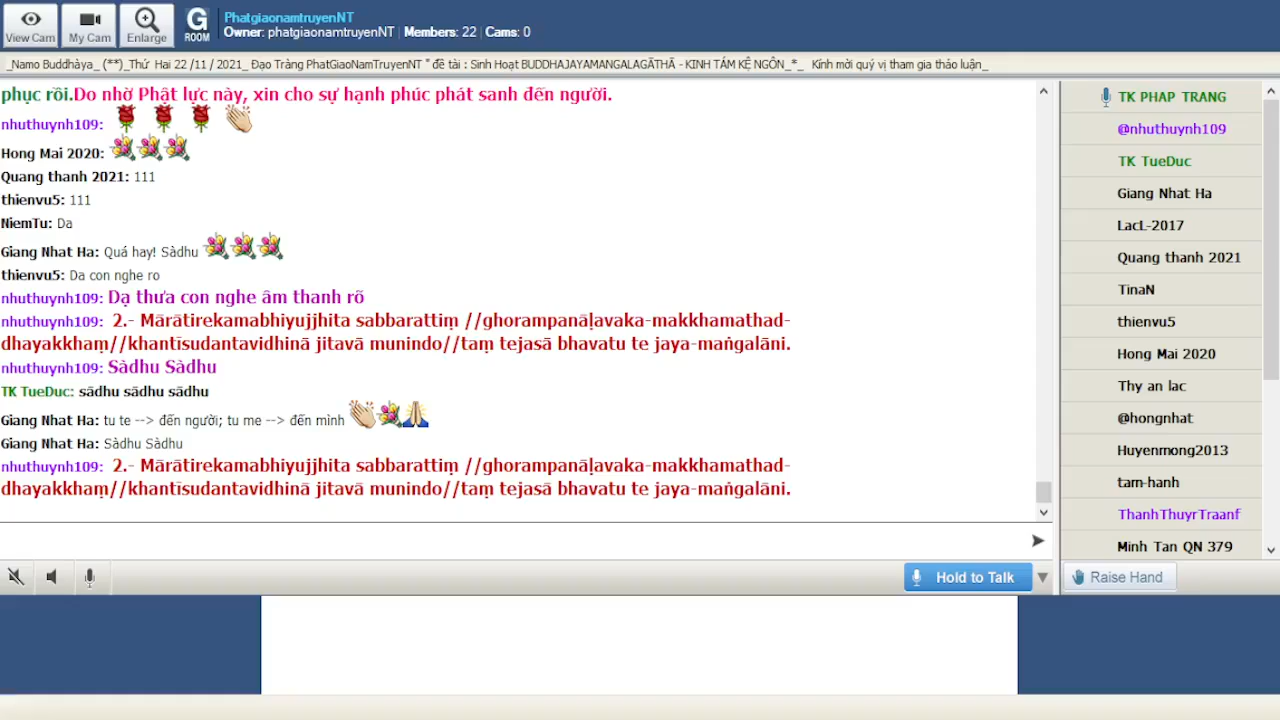 View Cam
My Cam
Enlarge
G
ROOM
PhatgiaonamtruyenNT
Owner: phatgiaonamtruyenNT | Members: 22 | Cams: 0
_Namo Buddhàya_ (**)_Thứ Hai 22 /11 / 2021_ Đạo Tràng PhatGiaoNamTruyenNT " đề tài : Sinh Hoạt BUDDHAJAYAMANGALAGĀTHĀ - KINH TÁM KỆ NGÔN_*_ Kính mời quý vị tham gia thảo luận_
phục rồi.Do nhờ Phật lực này, xin cho sự hạnh phúc phát sanh đến người.
nhuthuynh109:
Hong Mai 2020:
Quang thanh 2021: 111
thienvu5: 111
NiemTu: Da
Giang Nhat Ha: Quá hay! Sàdhu
thienvu5: Da con nghe ro
nhuthuynh109: Dạ thưa con nghe âm thanh rõ
nhuthuynh109: 2.- Mārātirekamabhiyujjhita sabbarattiṃ //ghorampanāḷavaka-makkhamathad-
dhayakkhaṃ//khantīsudantavidhinā jitavā munindo//taṃ tejasā bhavatu te jaya-maṅgalāni.
nhuthuynh109: Sàdhu Sàdhu
TK TueDuc: sādhu sādhu sādhu
Giang Nhat Ha: tu te --> đến người; tu me --> đến mình
Giang Nhat Ha: Sàdhu Sàdhu
nhuthuynh109: 2.- Mārātirekamabhiyujjhita sabbarattiṃ //ghorampanāḷavaka-makkhamathad-
dhayakkhaṃ//khantīsudantavidhinā jitavā munindo//taṃ tejasā bhavatu te jaya-maṅgalāni.
Hold to Talk
TK PHAP TRANG
@nhuthuynh109
TK TueDuc
Giang Nhat Ha
LacL-2017
Quang thanh 2021
TinaN
thienvu5
Hong Mai 2020
Thy an lac
@hongnhat
Huyenmong2013
tam-hanh
ThanhThuyrTraanf
Minh Tan QN 379
Raise Hand